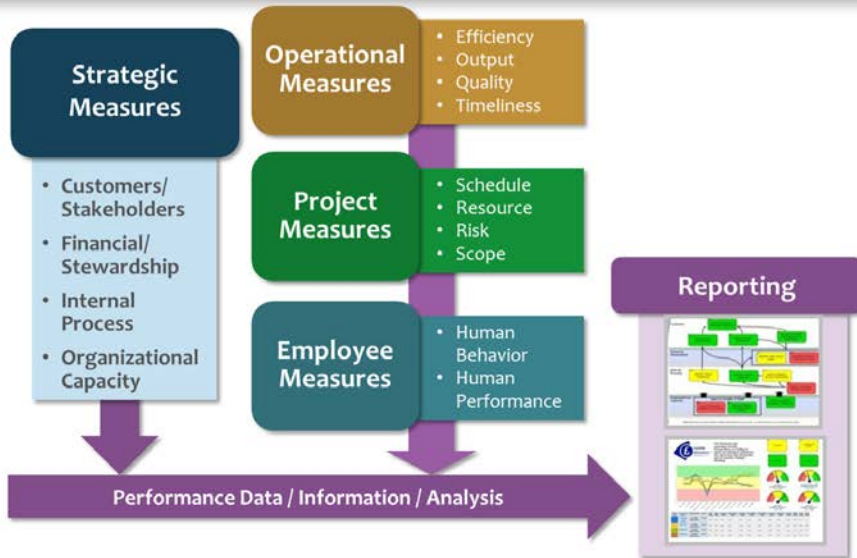 Strategic
Measures
• Customers/
Stakeholders
• Financial/
Stewardship
• Internal
Process
• Organizational
Capacity
Operational
Measures
• Efficiency
• Output
• Quality
• Timeliness
Project
Measures
• Schedule
• Resource
• Risk
• Scope
Employee
Measures
• Human
Behavior
• Human
Performance
Reporting
Performance Data / Information / Analysis